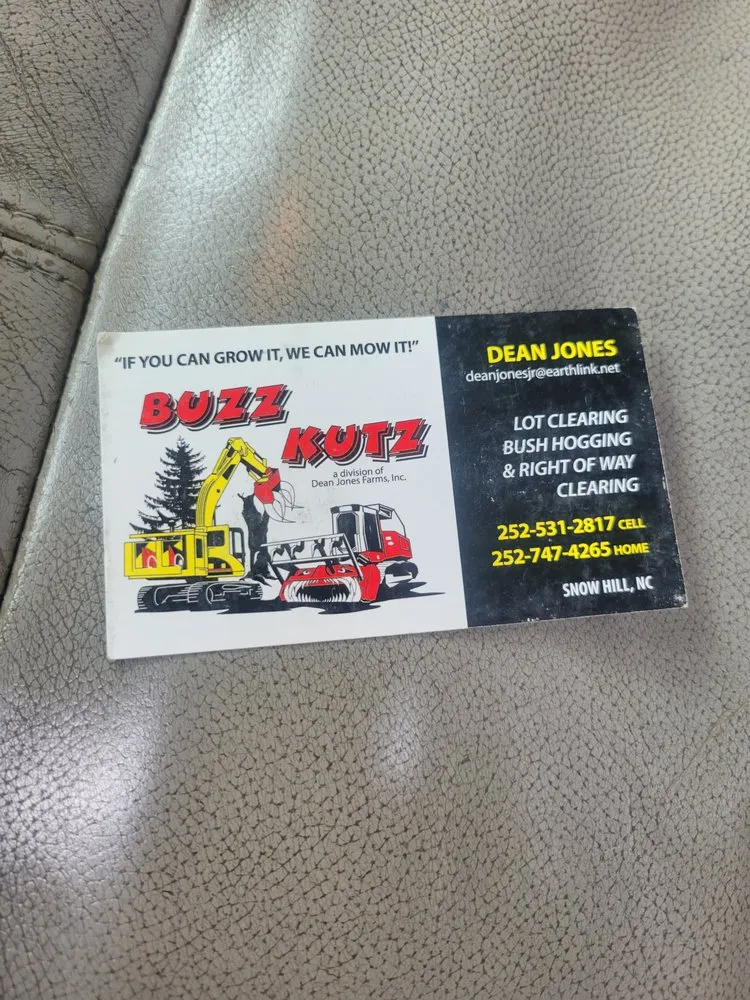 "IF YOU CAN GROW IT, WE CAN MOW IT!"
BUZZ
KUTZ
a division of
Dean Jones Farms, Inc.
DEAN JONES
deanjonesjr@earthlink.net
LOT CLEARING
BUSH HOGGING
& RIGHT OF WAY
CLEARING
252-531-2817 CELL
252-747-4265 HOME
SNOW HILL, NC